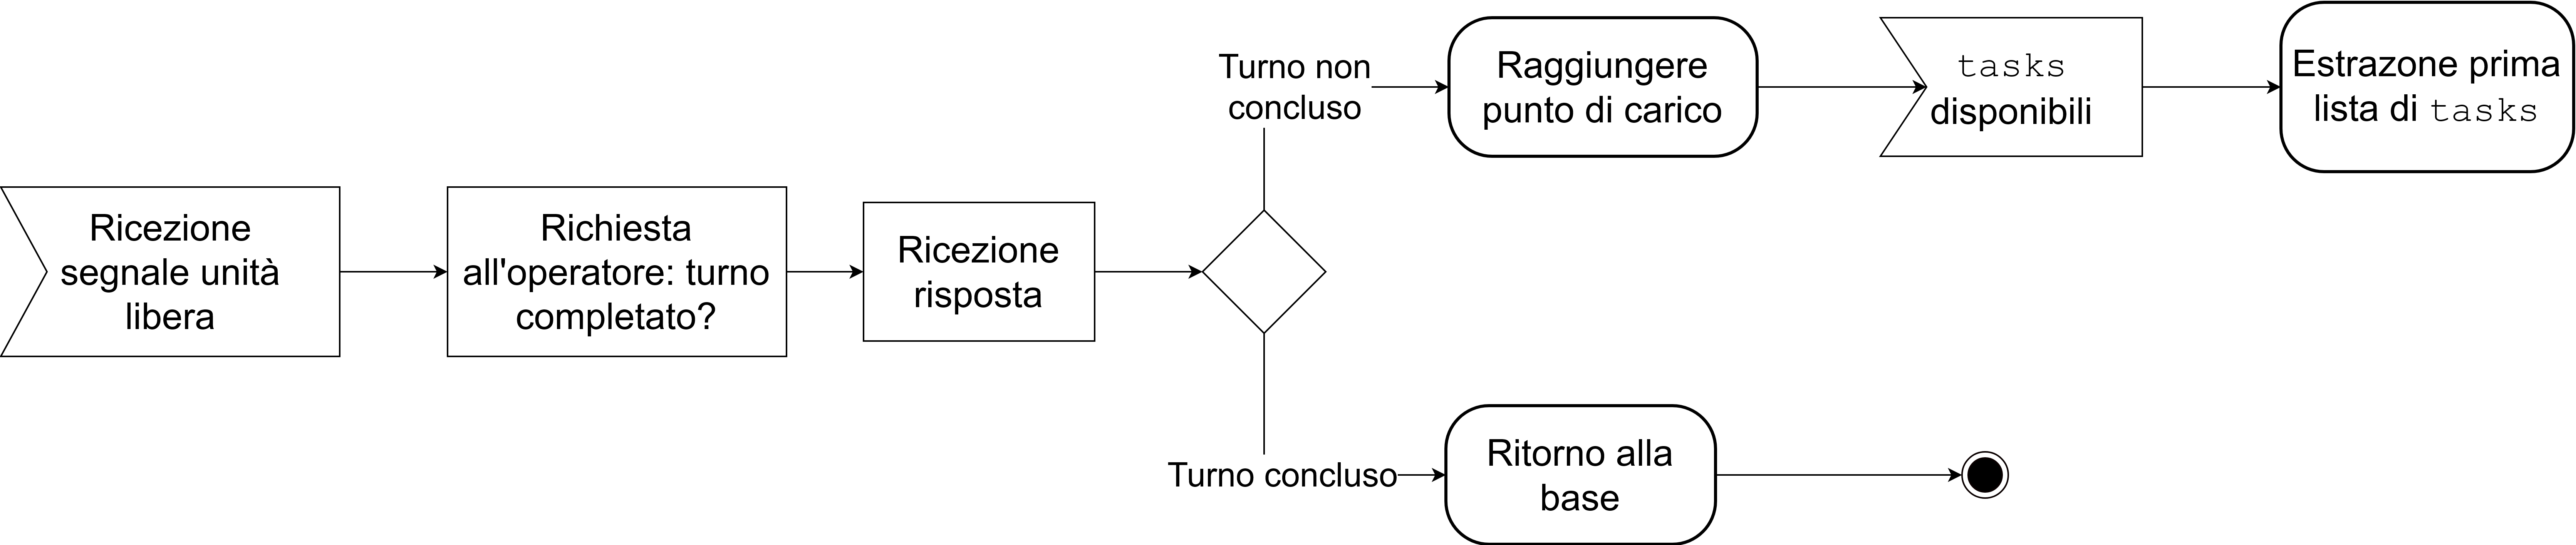 Ricezione
segnale unità
libera
Richiesta
all'operatore: turno
completato?
Ricezione
risposta
Turno non
concluso
Raggiungere
punto di carico
tasks
disponibili
Estrazone prima
lista di tasks
Turno concluso
Ritorno alla
base